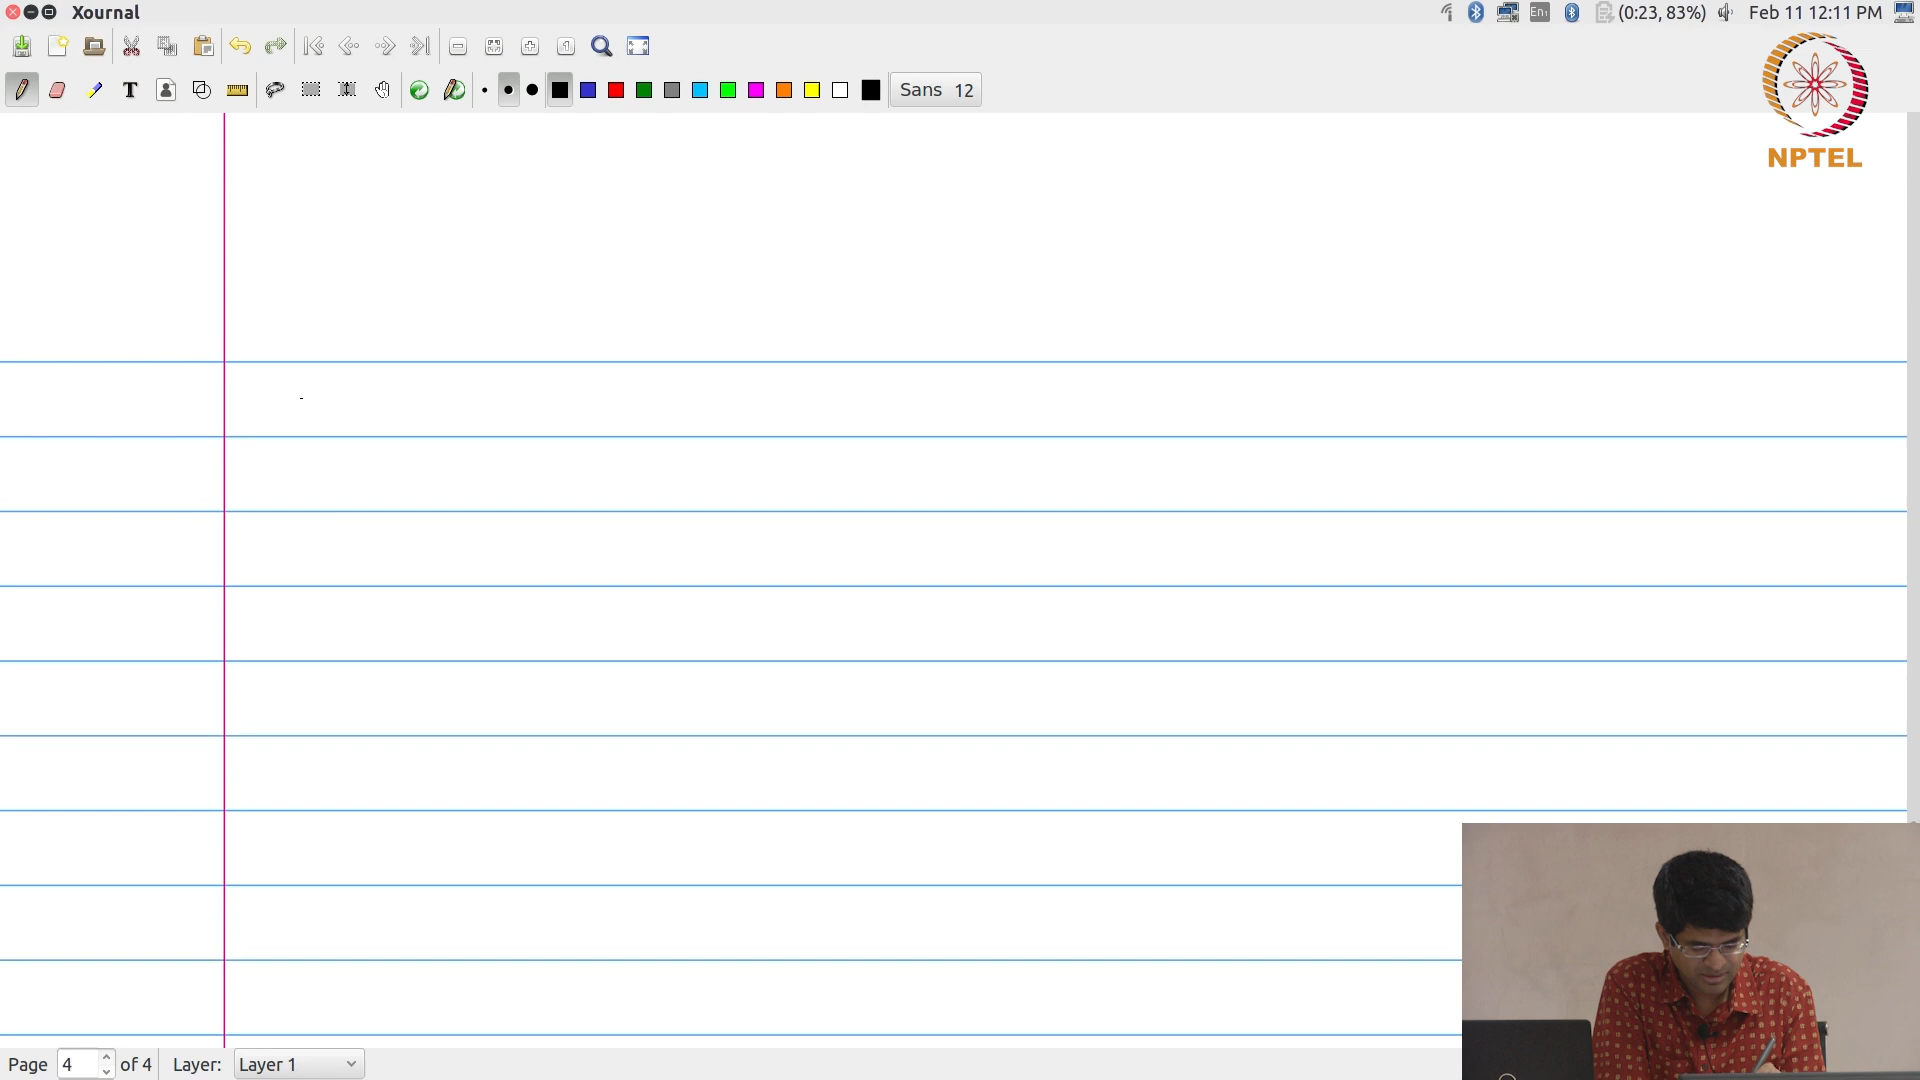 Xournal
En1 (0:23, 83%) Feb 11 12:11 PM
T Sans 12
NPTEL
Page 4 of 4 Layer: Layer 1